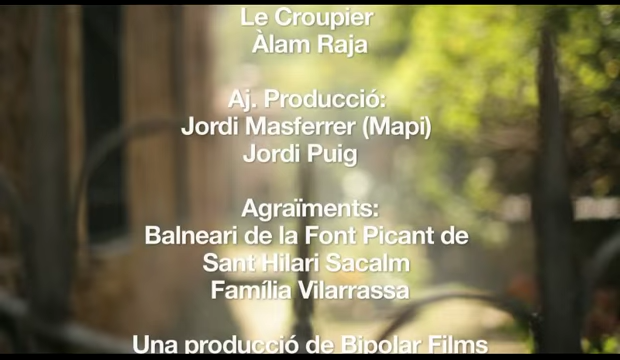 Le Croupier
Àlam Raja
Aj. Producció:
Jordi Masferrer (Mapi)
Jordi Puig
Agraïments:
Balneari de la Font Picant de
Sant Hilari Sacalm
Família Vilarrassa
Una producció de Bipolar Films